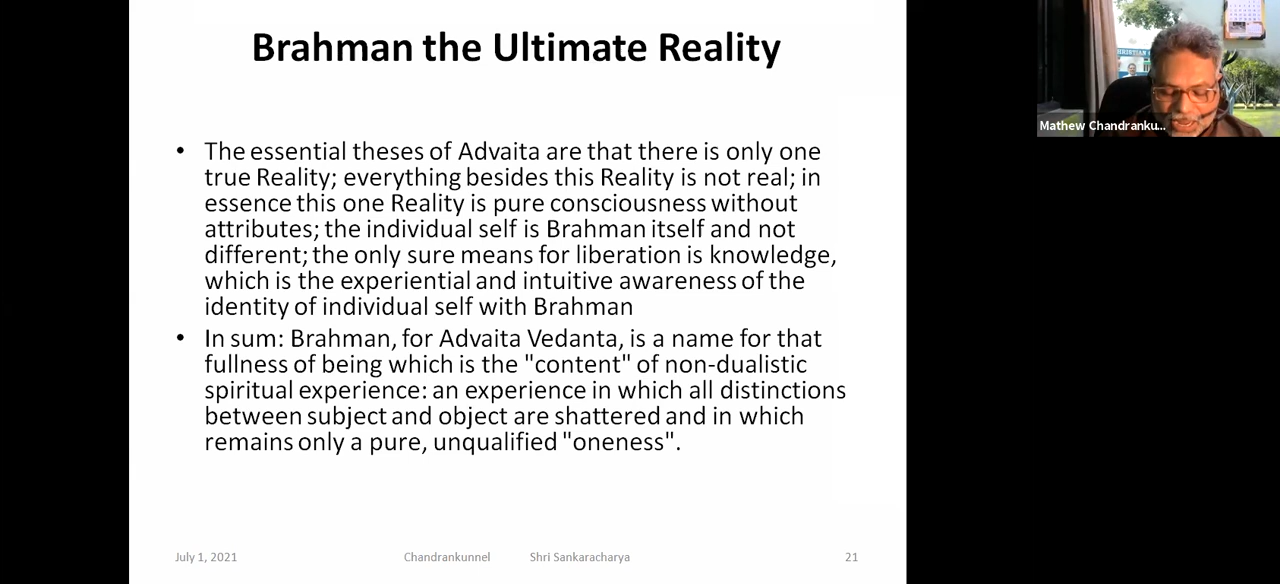 Brahman the Ultimate Reality
• The essential theses of Advaita are that there is only one
true Reality; everything besides this Reality is not real; in
essence this one Reality is pure consciousness without
attributes; the individual self is Brahman itself and not
different; the only sure means for liberation is knowledge,
which is the experiential and intuitive awareness of the
identity of individual self with Brahman
• In sum: Brahman, for Advaita Vedanta, is a name for that
fullness of being which is the "content" of non-dualistic
spiritual experience: an experience in which all distinctions
between subject and object are shattered and in which
remains only a pure, unqualified "oneness".
July 1, 2021 Chandrankunnel Shri Sankaracharya 21
Mathew Chandranku...